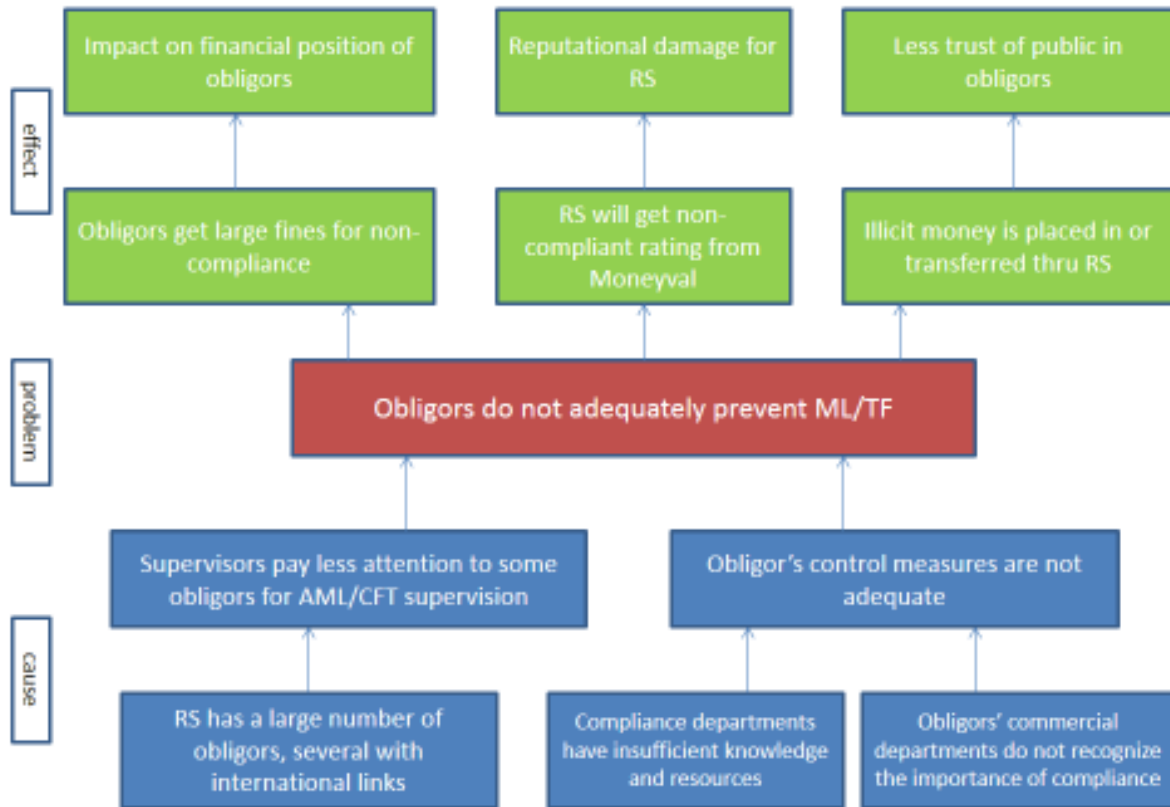 Impact on financial position of
obligors
Reputational damage for
RS
Less trust of public in
obligors
effect
Obligors get large fines for non-
compliance
RS will get non-
compliant rating from
Moneyval
Illicit money is placed in or
transferred thru RS
problem
Obligors do not adequately prevent ML/TF
Supervisors pay less attention to some
obligors for AML/CFT supervision
Obligor's control measures are not
adequate
cause
RS has a large number of
obligors, several with
international links
Compliance departments
have insufficient knowledge
and resources
Obligors' commercial
departments do not recognize
the importance of compliance